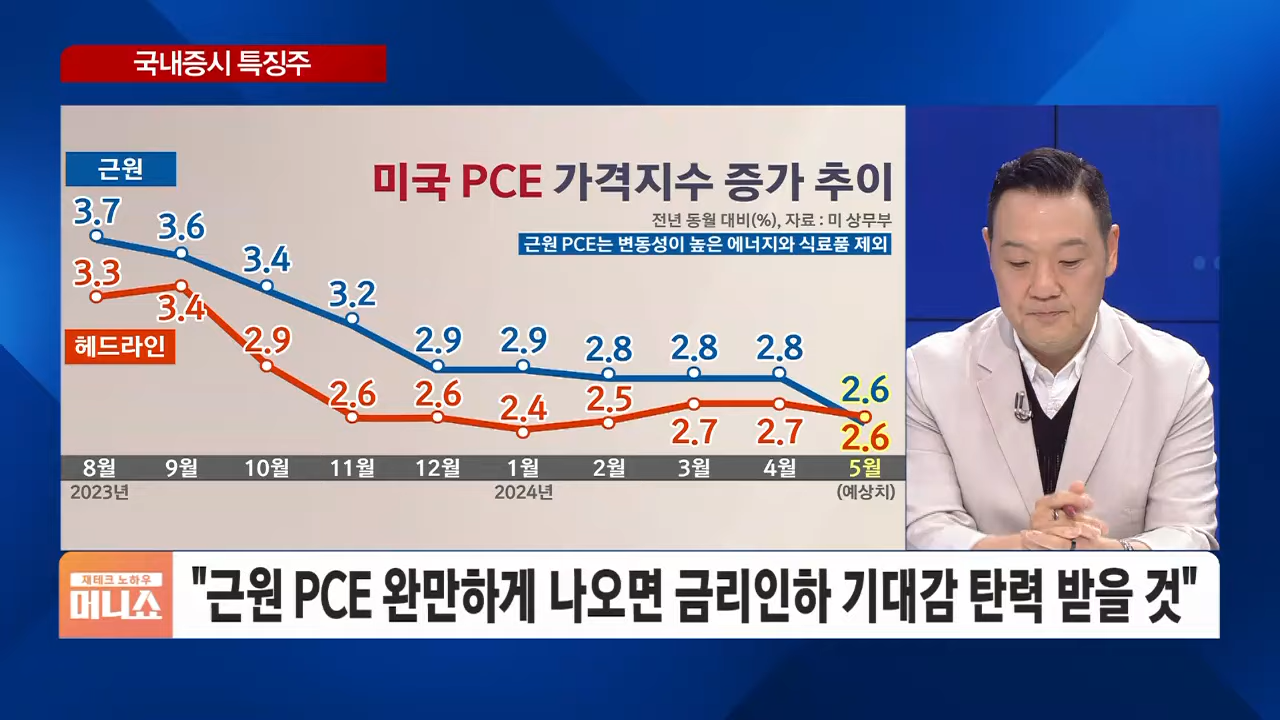 국내증시 특징주
근원
미국 PCE 가격지수 증가 추이
전년 동월 대비(%), 자료 : 미 상무부
근원 PCE는 변동성이 높은 에너지와 식료품 제외
3.7
3.6
3.4
3.2
2.9
2.9
2.8
2.8
2.8
2.6
3.3
3.4
2.9
2.6
2.6
2.4
2.5
2.7
2.7
2.6
헤드라인
8월 9월 10월 11월 12월 1월 2월 3월 4월 5월
2023년 2024년 (예상치)
재테크 노하우
머니쇼
"근원 PCE 완만하게 나오면 금리인하 기대감 탄력 받을 것"